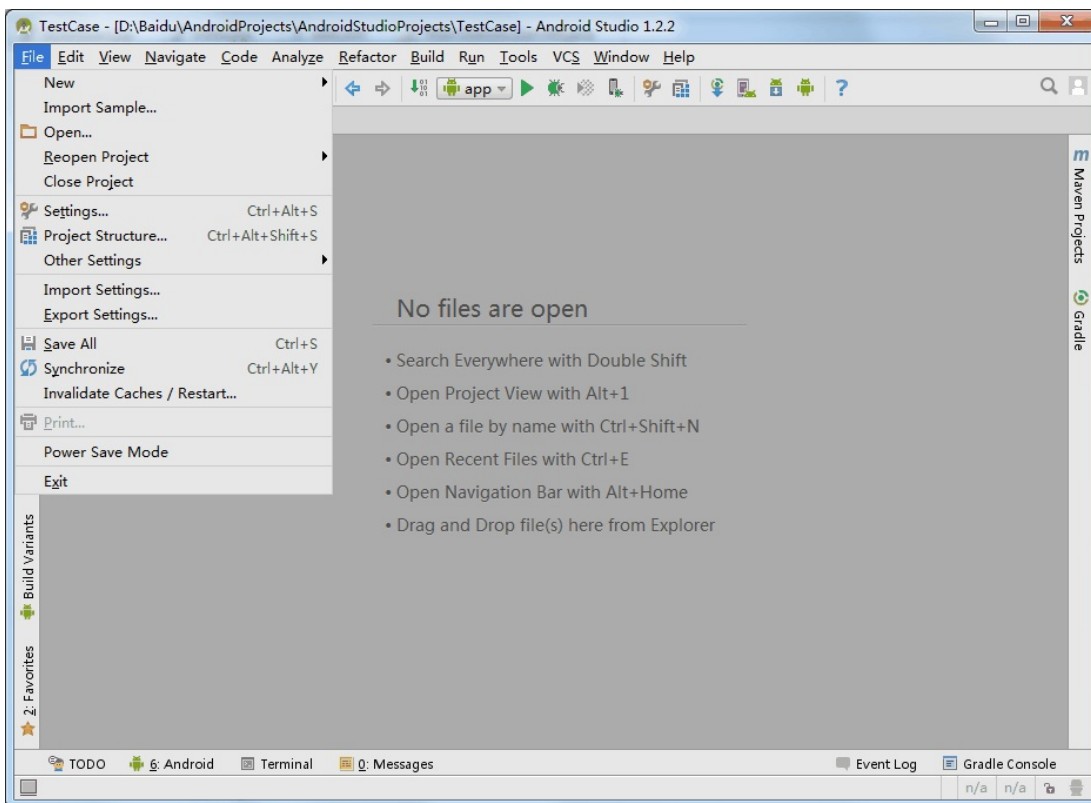 TestCase - [D:\Baidu\AndroidProjects\AndroidStudioProjects\TestCase] - Android Studio 1.2.2
File Edit View Navigate Code Analyze Refactor Build Run Tools VCS Window Help
New
Import Sample...
Open...
Reopen Project
Close Project
Settings... Ctrl+Alt+S
Project Structure... Ctrl+Alt+Shift+S
Other Settings
Import Settings...
Export Settings...
Save All Ctrl+S
Synchronize Ctrl+Alt+Y
Invalidate Caches / Restart...
Print...
Power Save Mode
Exit
app
No files are open
• Search Everywhere with Double Shift
• Open Project View with Alt+1
• Open a file by name with Ctrl+Shift+N
• Open Recent Files with Ctrl+E
• Open Navigation Bar with Alt+Home
• Drag and Drop file(s) here from Explorer
m
Maven Projects
Gradle
Build Variants
2: Favorites
TODO 6: Android Terminal 0: Messages Event Log Gradle Console
n/a n/a